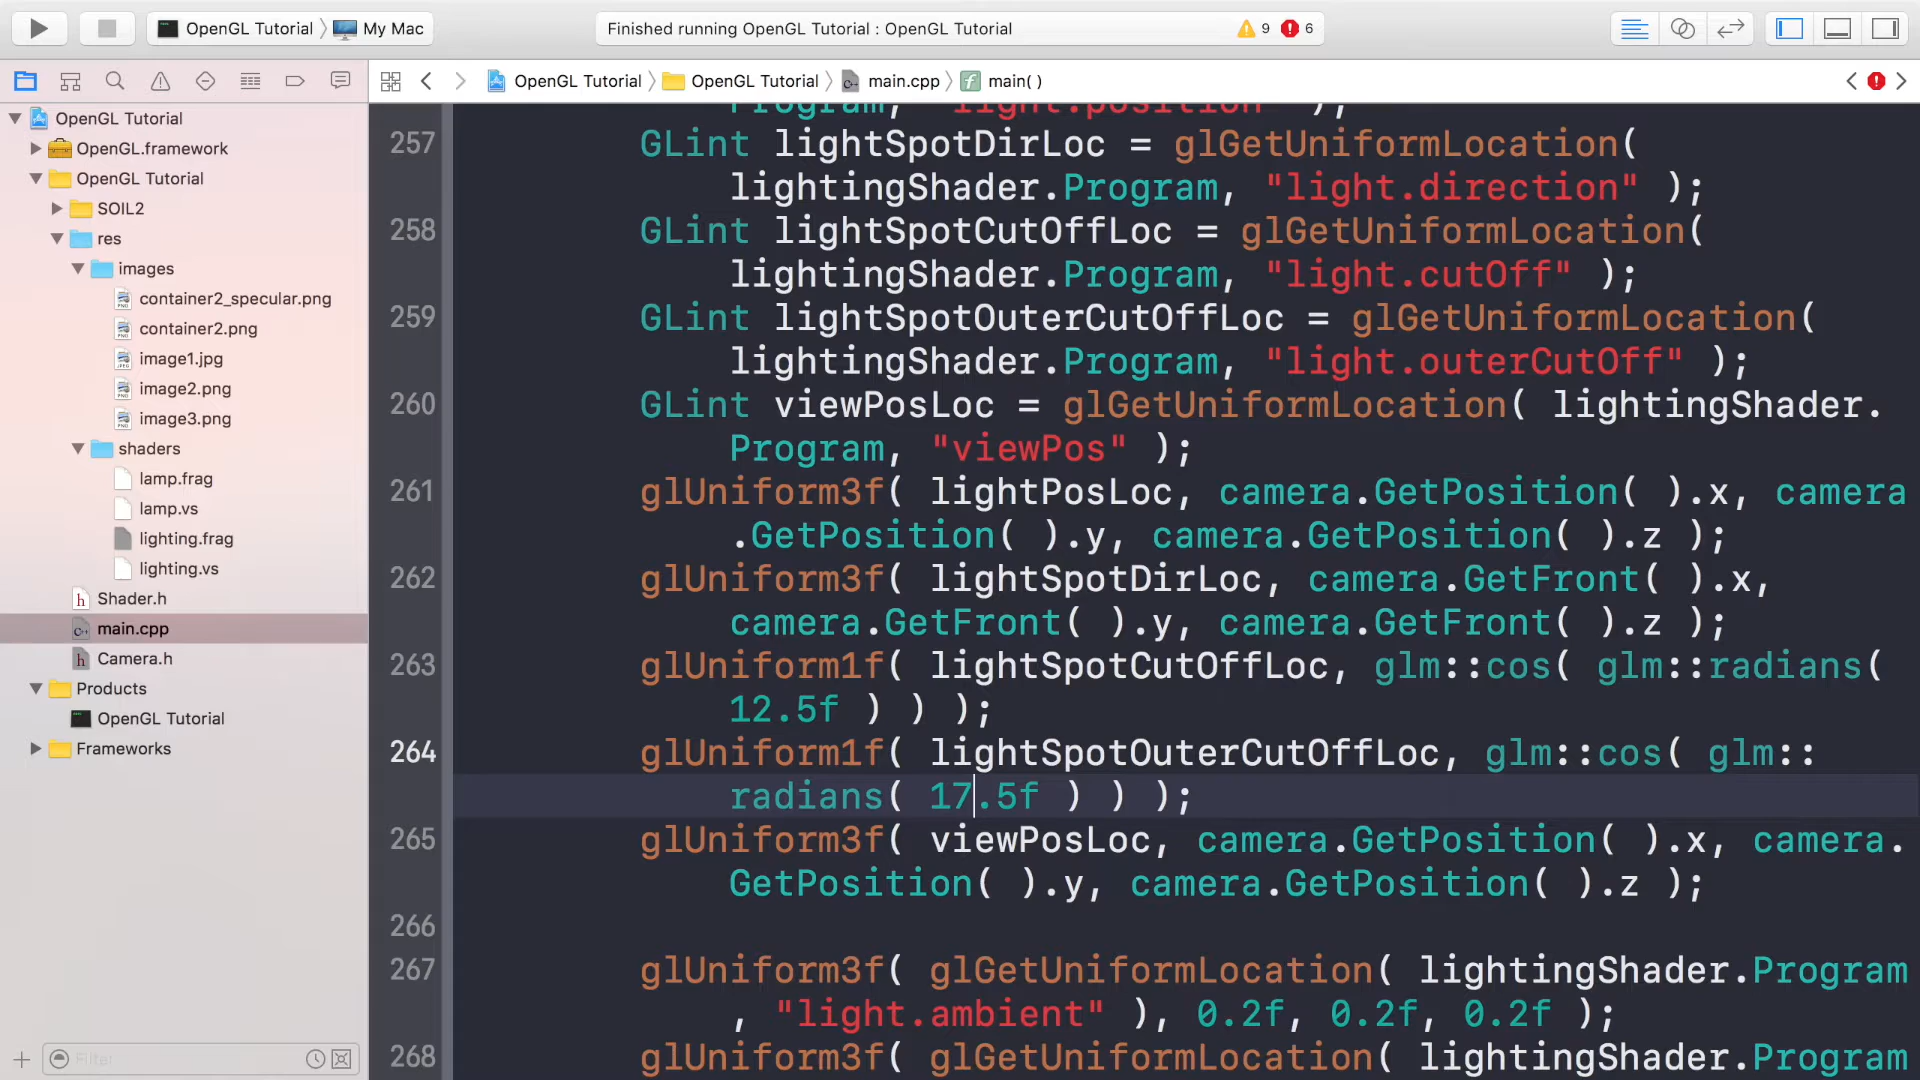 OpenGL Tutorial
My Mac
Finished running OpenGL Tutorial : OpenGL Tutorial
9
6
OpenGL Tutorial
OpenGL Tutorial
main.cpp
main( )
OpenGL Tutorial
OpenGL.framework
OpenGL Tutorial
SOIL2
res
images
container2_specular.png
container2.png
image1.jpg
image2.png
image3.png
shaders
lamp.frag
lamp.vs
lighting.frag
lighting.vs
Shader.h
main.cpp
Camera.h
Products
OpenGL Tutorial
Frameworks
Filter
Program, "light.position" );
257 GLint lightSpotDirLoc = glGetUniformLocation(
lightingShader.Program, "light.direction" );
258 GLint lightSpotCutOffLoc = glGetUniformLocation(
lightingShader.Program, "light.cutOff" );
259 GLint lightSpotOuterCutOffLoc = glGetUniformLocation(
lightingShader.Program, "light.outerCutOff" );
260 GLint viewPosLoc = glGetUniformLocation( lightingShader.
Program, "viewPos" );
261 glUniform3f( lightPosLoc, camera.GetPosition( ).x, camera
.GetPosition( ).y, camera.GetPosition( ).z );
262 glUniform3f( lightSpotDirLoc, camera.GetFront( ).x,
camera.GetFront( ).y, camera.GetFront( ).z );
263 glUniform1f( lightSpotCutOffLoc, glm::cos( glm::radians(
12.5f ) ) );
264 glUniform1f( lightSpotOuterCutOffLoc, glm::cos( glm::
radians( 17.5f ) ) );
265 glUniform3f( viewPosLoc, camera.GetPosition( ).x, camera.
GetPosition( ).y, camera.GetPosition( ).z );
266
267 glUniform3f( glGetUniformLocation( lightingShader.Program
, "light.ambient" ), 0.2f, 0.2f, 0.2f );
268 glUniform3f( glGetUniformLocation( lightingShader.Program